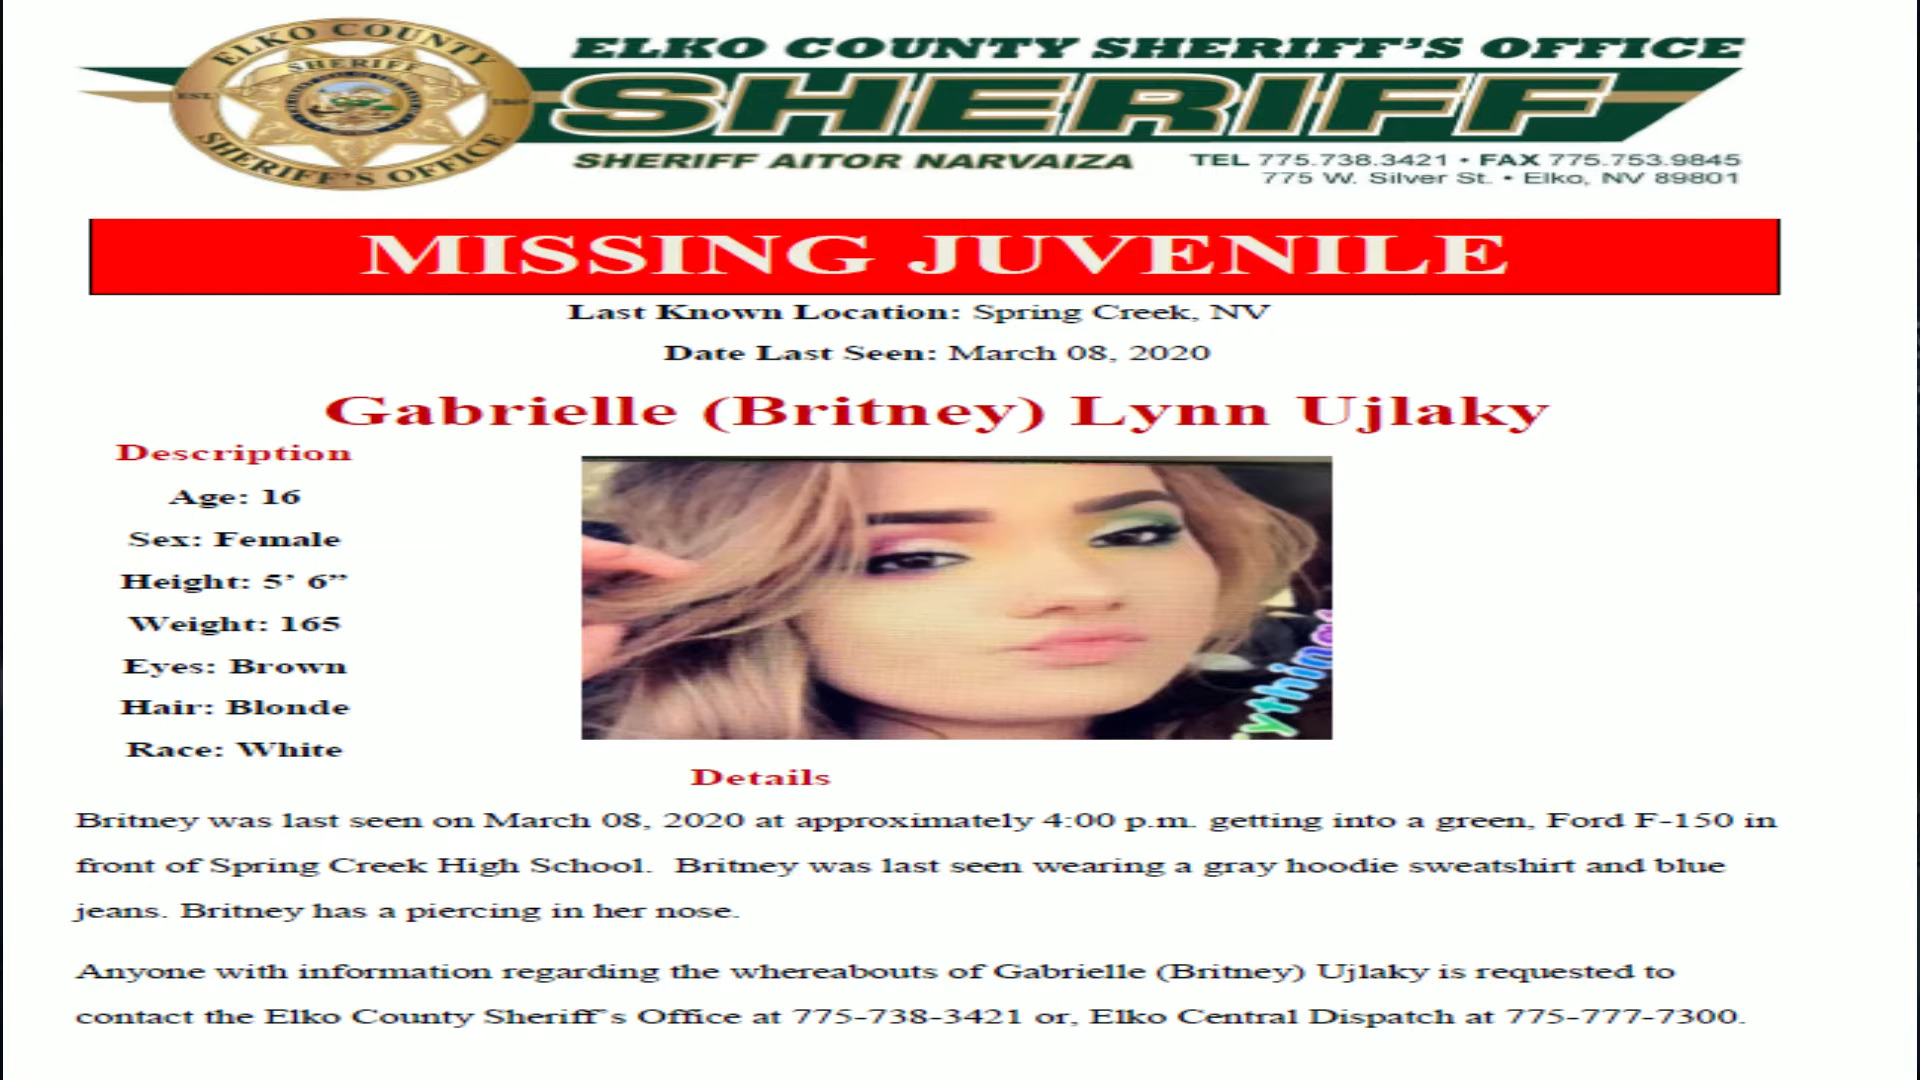 ELKO COUNTY
SHERIFF
EST.
SHERIFF'S OFFICE
ELKO COUNTY SHERIFF'S OFFICE
SHERIFF
SHERIFF AITOR NARVAIZA
TEL 775.738.3421 • FAX 775.753.9845
775 W. Silver St. • Elko, NV 89801
MISSING JUVENILE
Last Known Location: Spring Creek, NV
Date Last Seen: March 08, 2020
Gabrielle (Britney) Lynn Ujlaky
Description
Age: 16
Sex: Female
Height: 5’ 6”
Weight: 165
Eyes: Brown
Hair: Blonde
Race: White
Details
Britney was last seen on March 08, 2020 at approximately 4:00 p.m. getting into a green, Ford F-150 in
front of Spring Creek High School.  Britney was last seen wearing a gray hoodie sweatshirt and blue
jeans. Britney has a piercing in her nose.
Anyone with information regarding the whereabouts of Gabrielle (Britney) Ujlaky is requested to
contact the Elko County Sheriff's Office at 775-738-3421 or, Elko Central Dispatch at 775-777-7300.